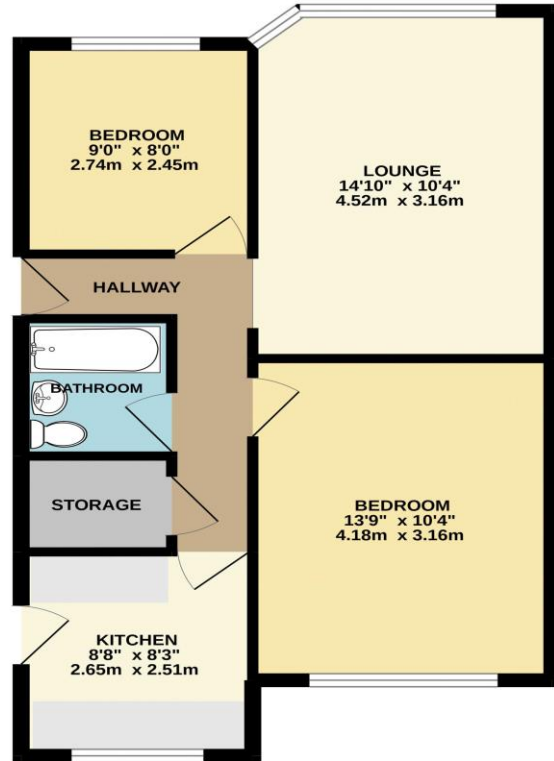 BEDROOM
9'0" x 8'0"
2.74m x 2.45m
LOUNGE
14'10" x 10'4"
4.52m x 3.16m
HALLWAY
BATHROOM
STORAGE
BEDROOM
13'9" x 10'4"
4.18m x 3.16m
KITCHEN
8'8" x 8'3"
2.65m x 2.51m